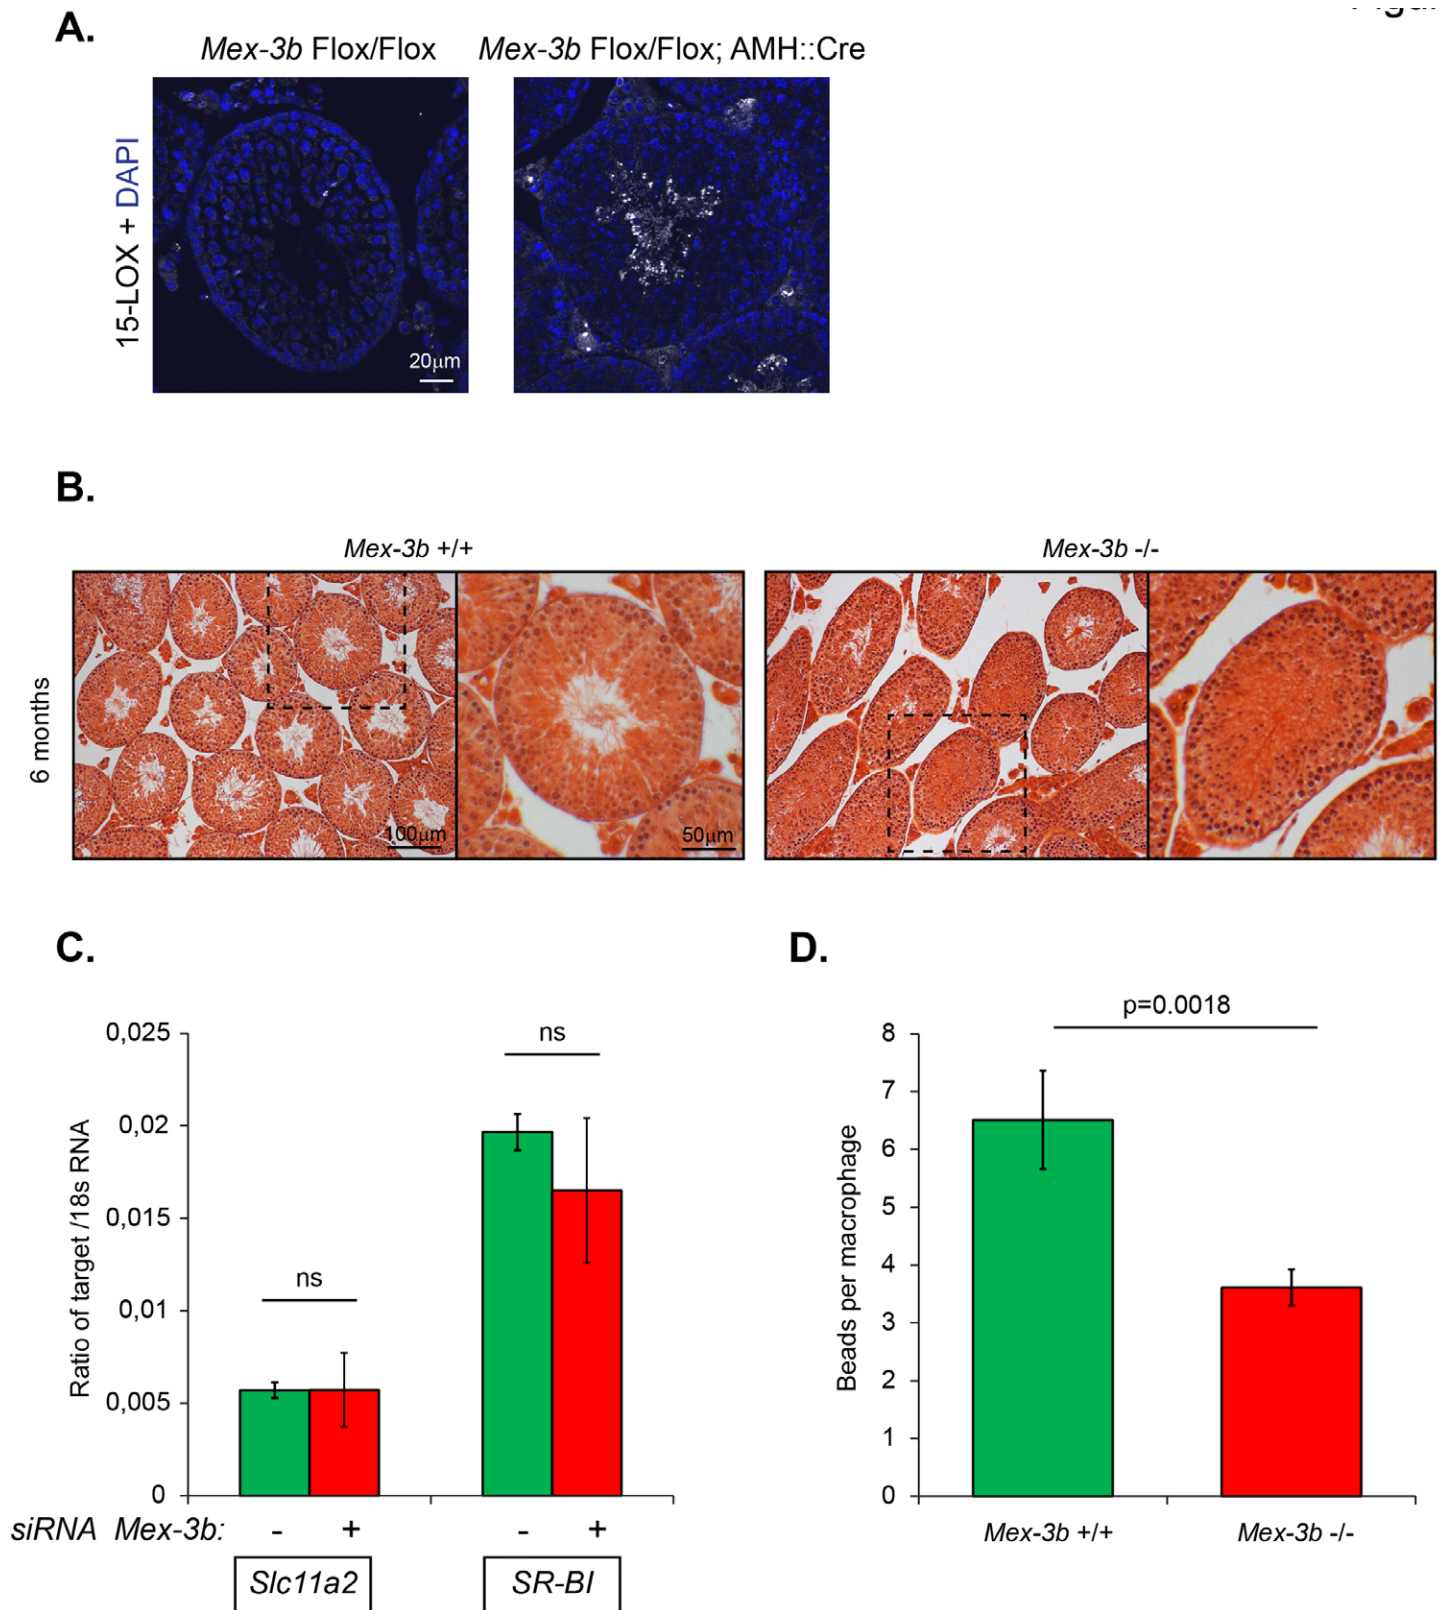 A.
Mex-3b Flox/Flox
Mex-3b Flox/Flox; AMH::Cre
15-LOX + DAPI
20μm
B.
Mex-3b +/+
Mex-3b -/-
6 months
100μm
50μm
C.
0,025
0,02
0,015
0,01
0,005
0
Ratio of target /18s RNA
ns
ns
siRNA Mex-3b: - + - +
Slc11a2
SR-BI
D.
p=0.0018
8
7
6
5
4
3
2
1
0
Beads per macrophage
Mex-3b +/+
Mex-3b -/-